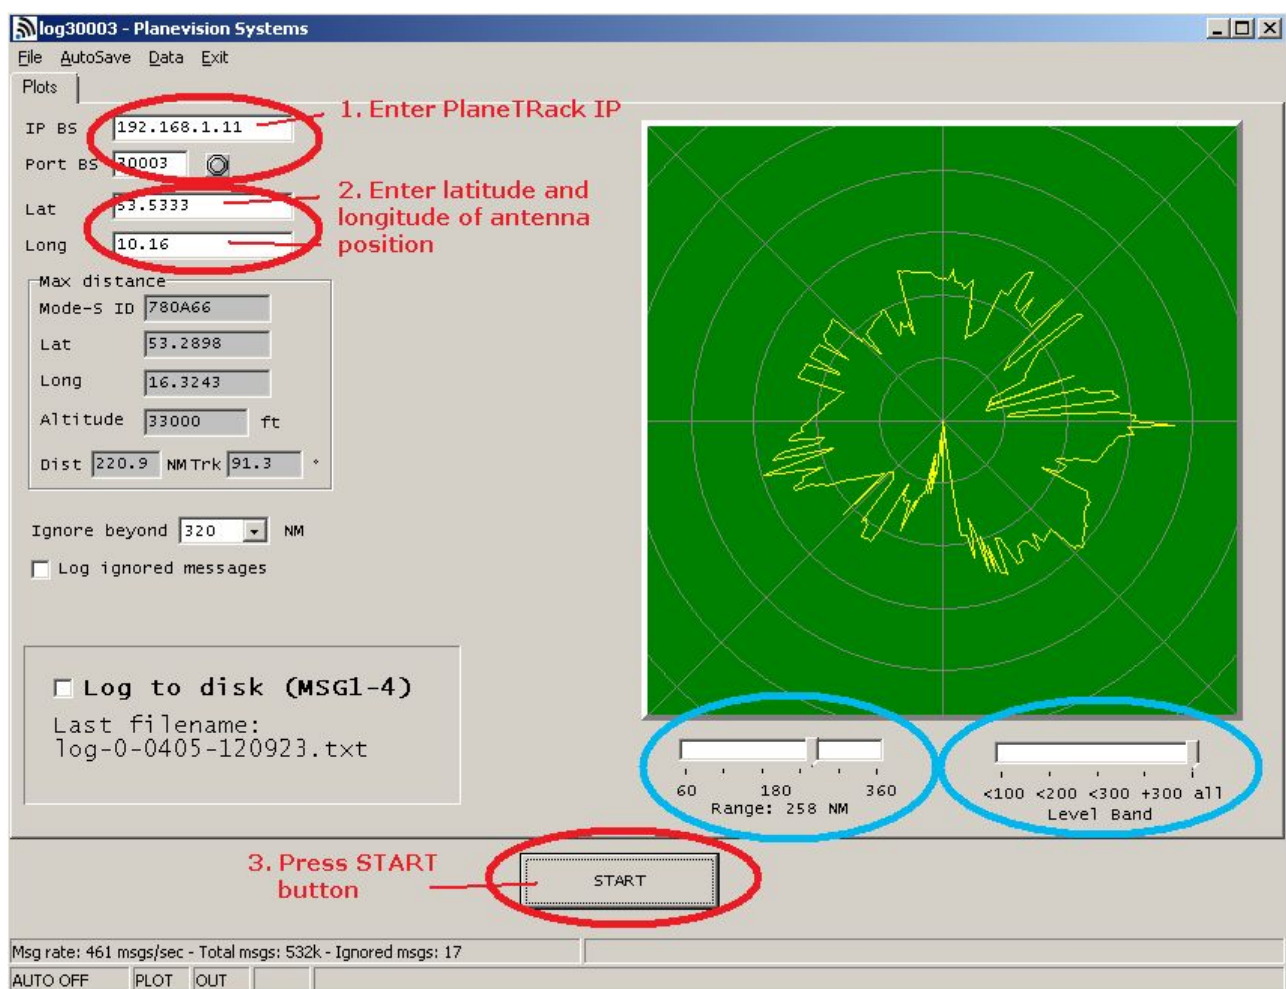 log30003 - Planevision Systems
File AutoSave Data Exit
Plots
IP BS 192.168.1.11
1. Enter PlaneTRack IP
Port BS 30003
Lat 53.5333
Long 10.16
2. Enter latitude and
longitude of antenna
position
Max distance
Mode-S ID 780A66
Lat 53.2898
Long 16.3243
Altitude 33000 ft
Dist 220.9 NM Trk 91.3 °
Ignore beyond 320 NM
Log ignored messages
Log to disk (MSG1-4)
Last filename:
log-0-0405-120923.txt
60 180 360
Range: 258 NM
<100 <200 <300 +300 all
Level Band
3. Press START
button
START
Msg rate: 461 msgs/sec - Total msgs: 532k - Ignored msgs: 17
AUTO OFF PLOT OUT